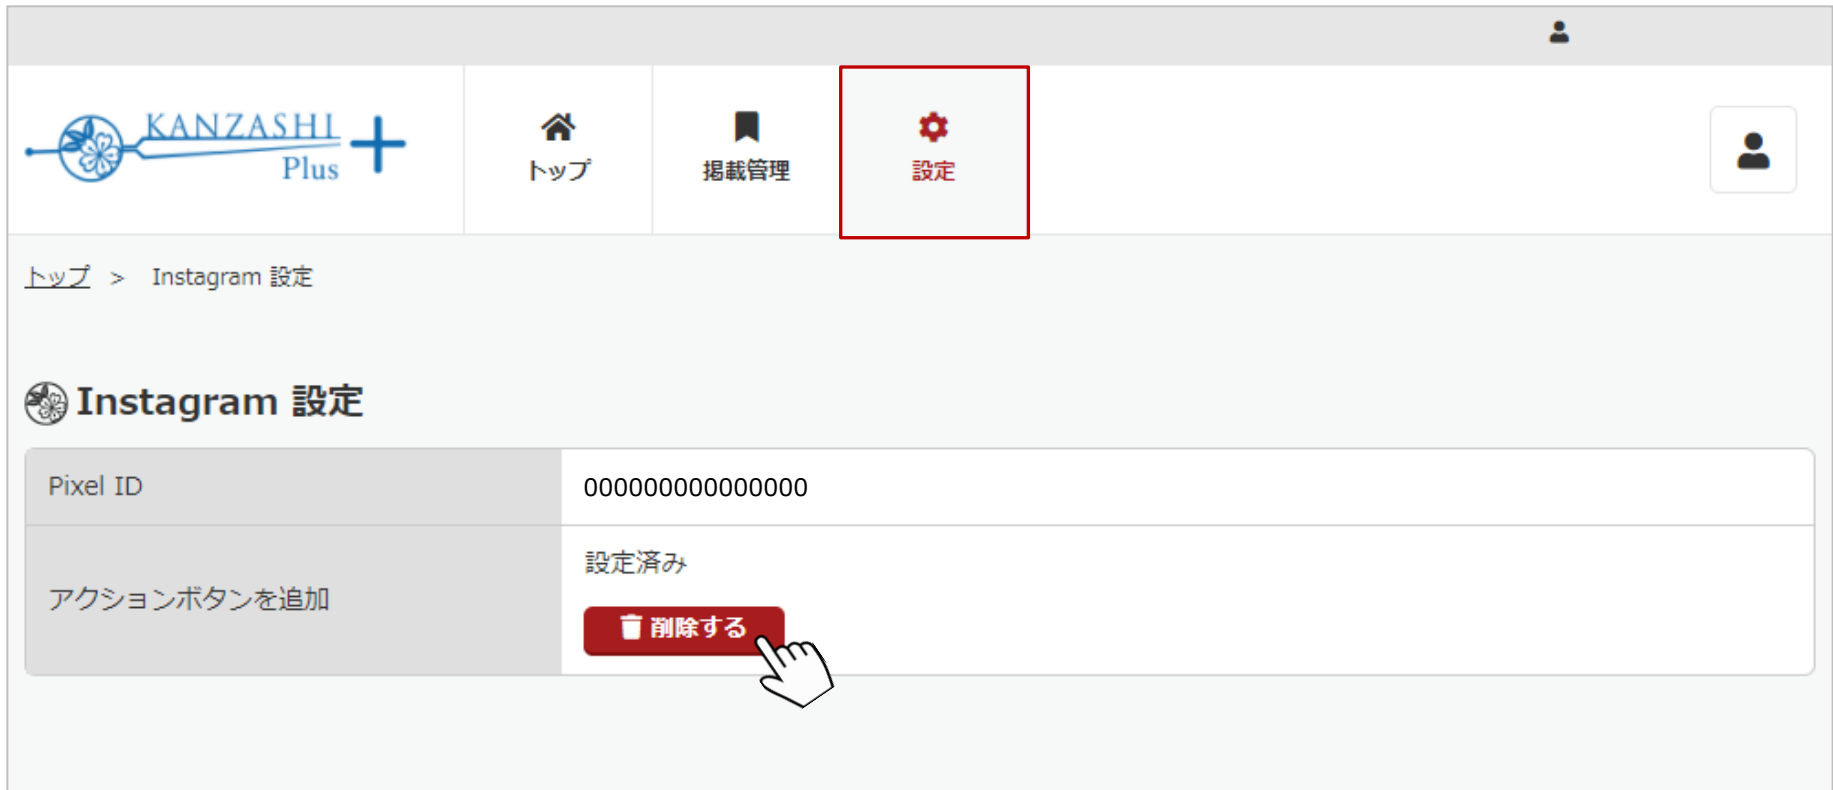 KANZASHI
Plus
トップ
掲載管理
設定
トップ > Instagram 設定
Instagram 設定
Pixel ID
000000000000000
アクションボタンを追加
設定済み
削除する